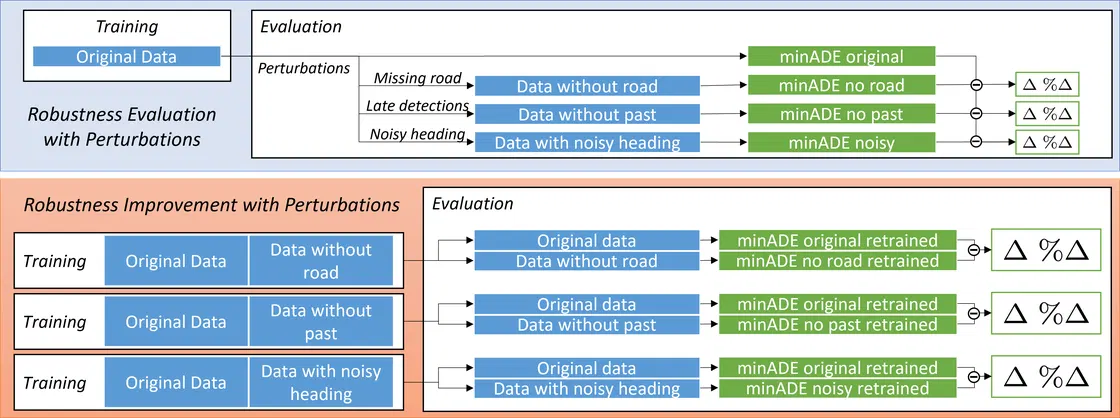 Training
Original Data
Evaluation
Perturbations
Missing road
Late detections
Noisy heading
Data without road
Data without past
Data with noisy heading
minADE original
minADE no road
minADE no past
minADE noisy
⊖
⊖
⊖
Δ %Δ
Δ %Δ
Δ %Δ
Robustness Evaluation
with Perturbations
Robustness Improvement with Perturbations
Training
Original Data
Data without
road
Training
Original Data
Data without
past
Training
Original Data
Data with noisy
heading
Evaluation
Original data
Data without road
minADE original retrained
minADE no road retrained
⊖
Δ %Δ
Original data
Data without past
minADE original retrained
minADE no past retrained
⊖
Δ %Δ
Original data
Data with noisy heading
minADE original retrained
minADE noisy retrained
⊖
Δ %Δ